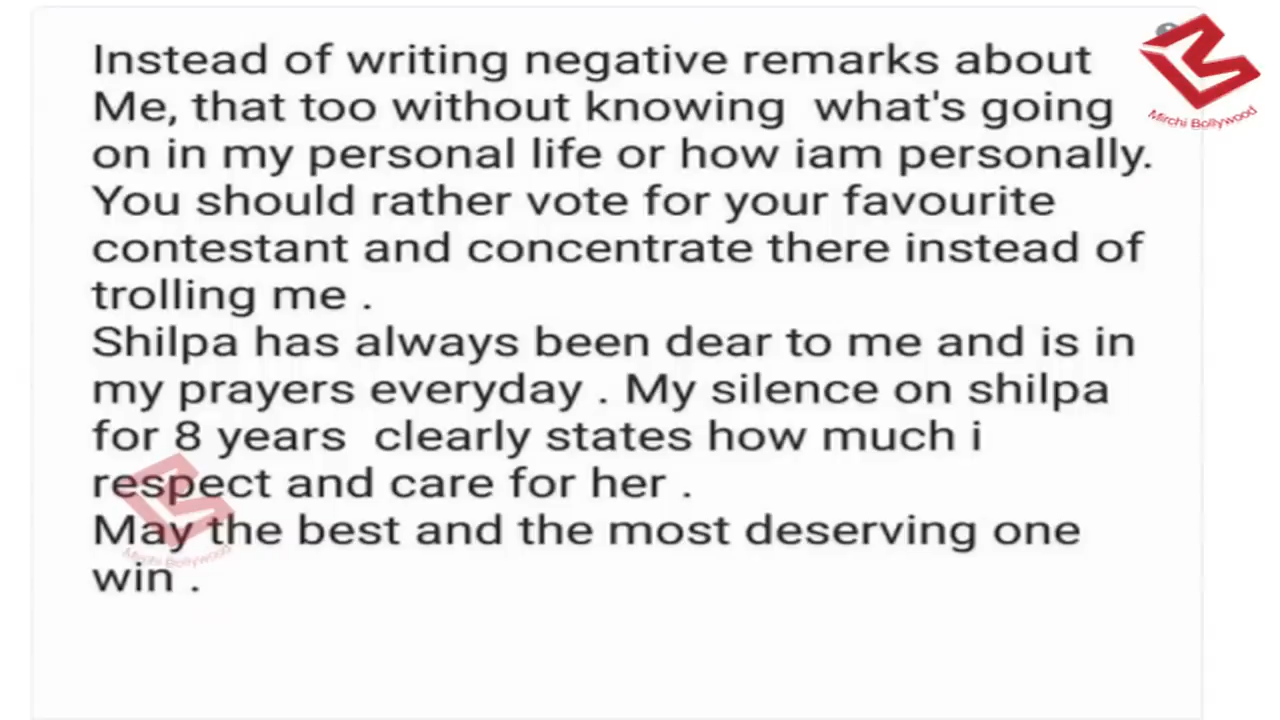 Instead of writing negative remarks about
Me, that too without knowing  what's going
on in my personal life or how iam personally.
You should rather vote for your favourite
contestant and concentrate there instead of
trolling me .
Shilpa has always been dear to me and is in
my prayers everyday . My silence on shilpa
for 8 years  clearly states how much i
respect and care for her .
May the best and the most deserving one
win .
Mirchi Bollywood
Mirchi Bollywood